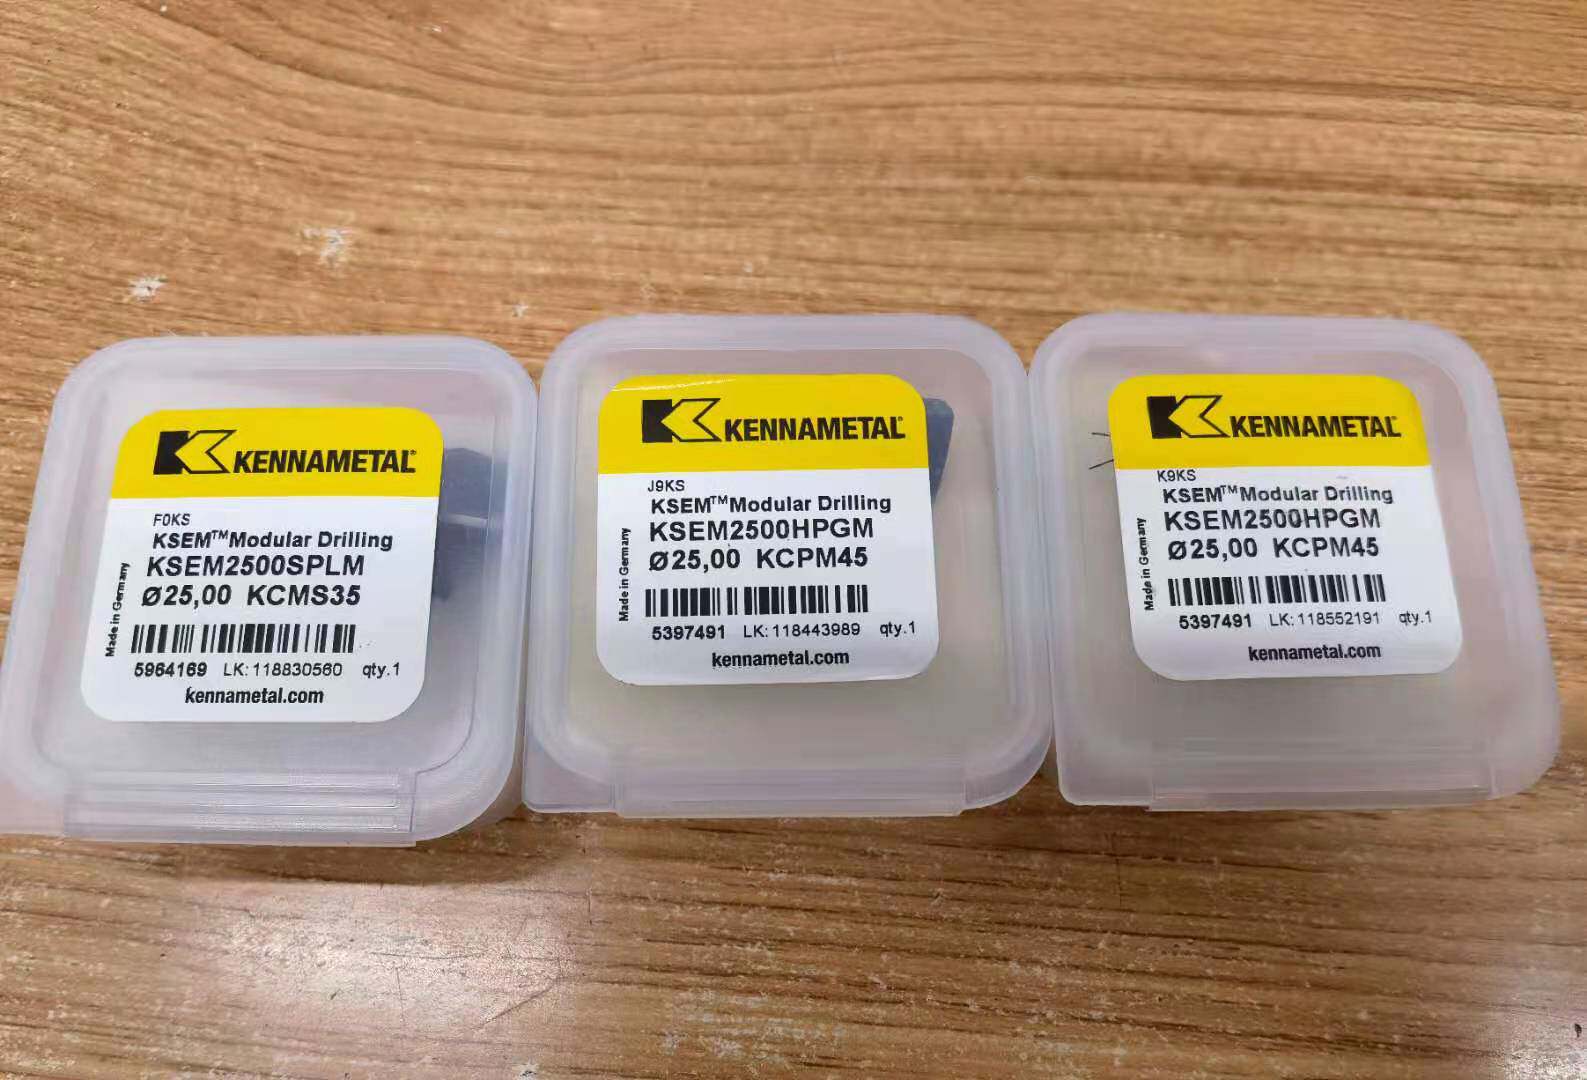 KENNAMETAL®
F0KS
KSEM™Modular Drilling
KSEM2500SPLM
Ø25,00 KCMS35
Made in Germany
5964169 LK:118830560 qty.1
kennametal.com
KENNAMETAL®
J9KS
KSEM™Modular Drilling
KSEM2500HPGM
Ø25,00 KCPM45
Made in Germany
5397491 LK:118443989 qty.1
kennametal.com
KENNAMETAL®
K9KS
KSEM™Modular Drilling
KSEM2500HPGM
Ø25,00 KCPM45
Made in Germany
5397491 LK:118552191 qty.1
kennametal.com